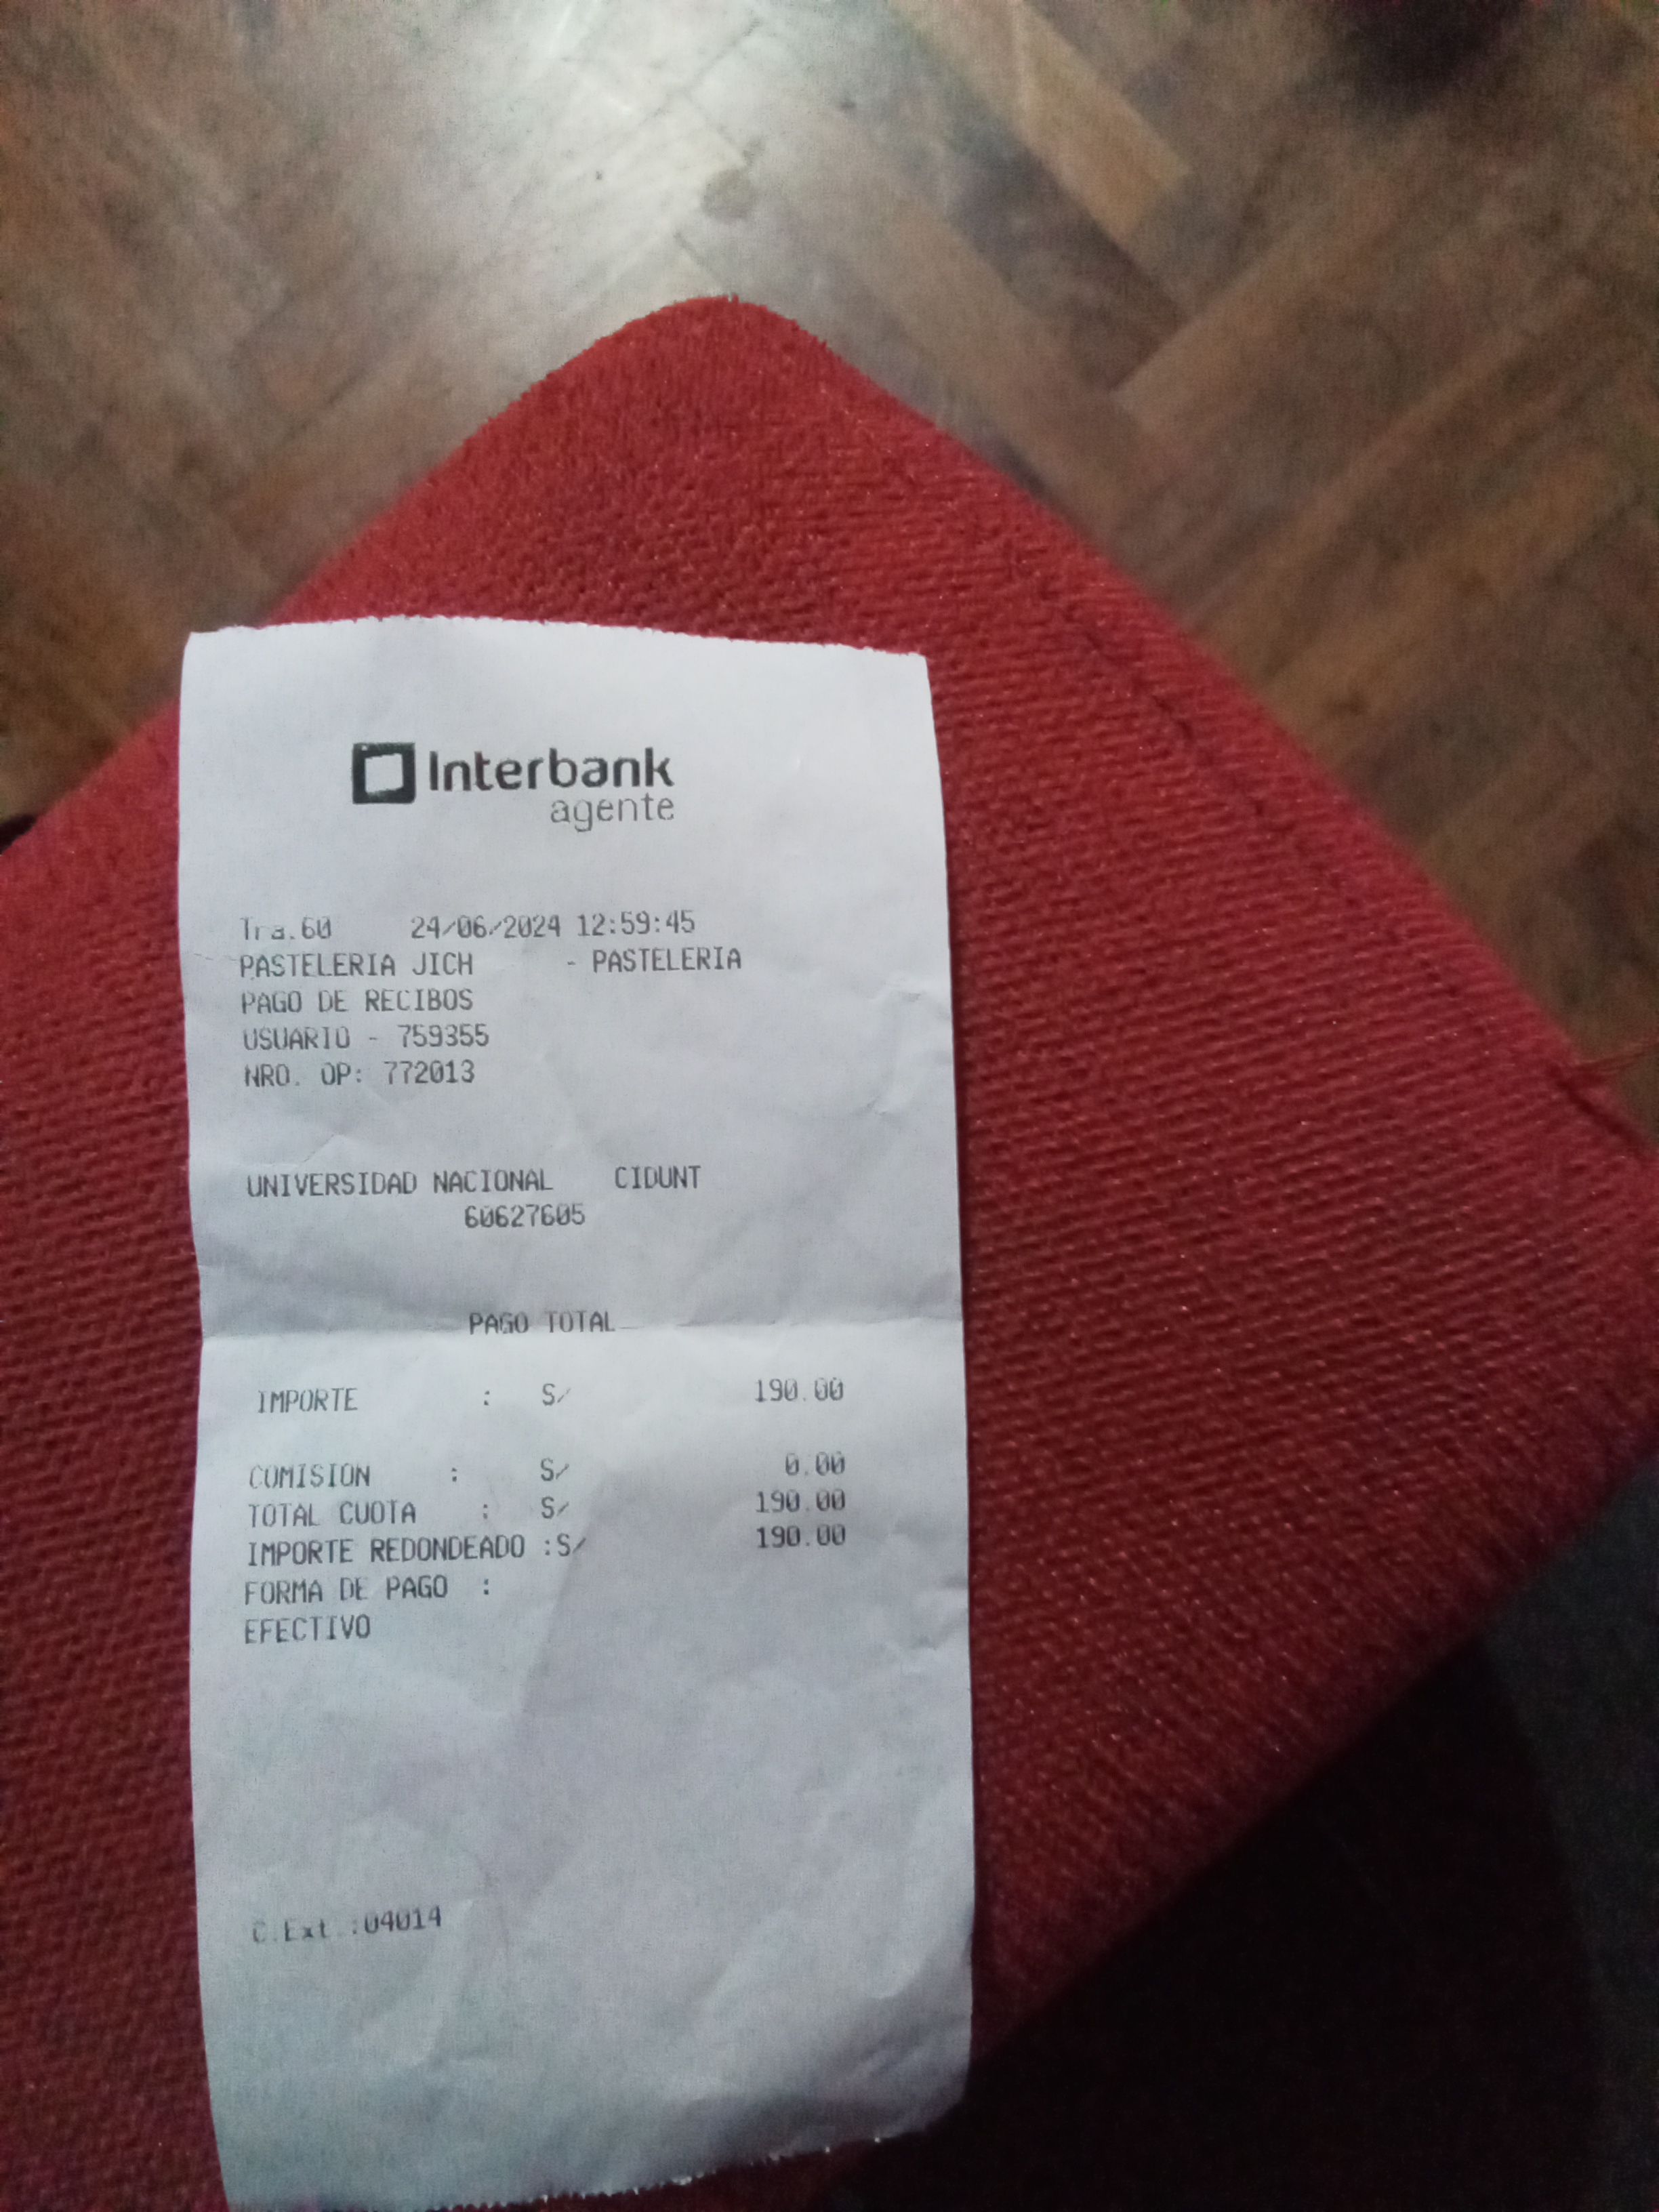 Interbank
agente
Tra.60 24/06/2024 12:59:45
PASTELERIA JICH - PASTELERIA
PAGO DE RECIBOS
USUARIO - 759355
NRO. OP: 772013
UNIVERSIDAD NACIONAL CIDUNT
60627605
PAGO TOTAL
IMPORTE : S/ 190.00
COMISION : S/ 0.00
TOTAL CUOTA : S/ 190.00
IMPORTE REDONDEADO :S/ 190.00
FORMA DE PAGO :
EFECTIVO
C.Ext.:04014